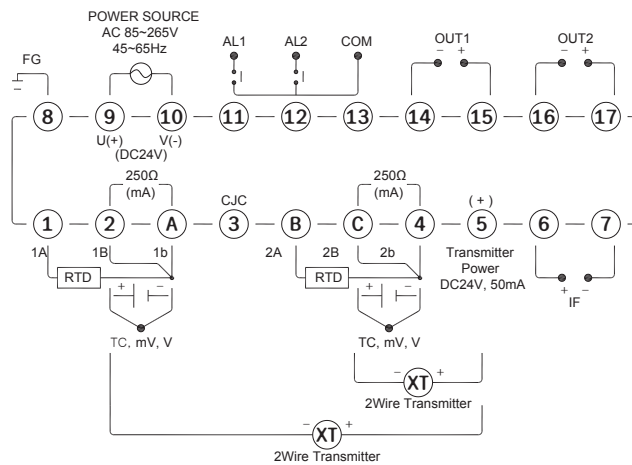 POWER SOURCE
AC 85~265V
45~65Hz
FG
AL1 AL2 COM OUT1 OUT2
- + - +
8 9 10 11 12 13 14 15 16 17
U(+) V(-)
(DC24V)
250Ω
(mA)
CJC
250Ω
(mA)
(+)
1 2 A 3 B C 4 5 6 7
1A 1B 1b 2A 2B 2b
Transmitter
Power
DC24V, 50mA
RTD RTD
+ - + - + -
IF
TC, mV, V TC, mV, V
- XT +
2Wire Transmitter
- XT +
2Wire Transmitter